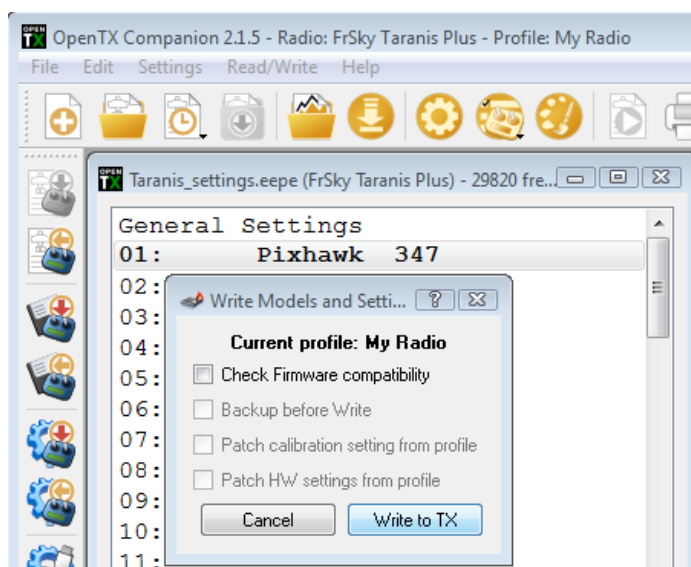 OPEN TX OpenTX Companion 2.1.5 - Radio: FrSky Taranis Plus - Profile: My Radio
File Edit Settings Read/Write Help
OPEN TX Taranis_settings.eepe (FrSky Taranis Plus) - 29820 fre...
General Settings
01: Pixhawk 347
02:
Write Models and Setti...
03:
04:
Current profile: My Radio
05:
Check Firmware compatibility
06:
Backup before Write
07:
Patch calibration setting from profile
08:
Patch HW settings from profile
09:
10:
Cancel Write to TX
11: